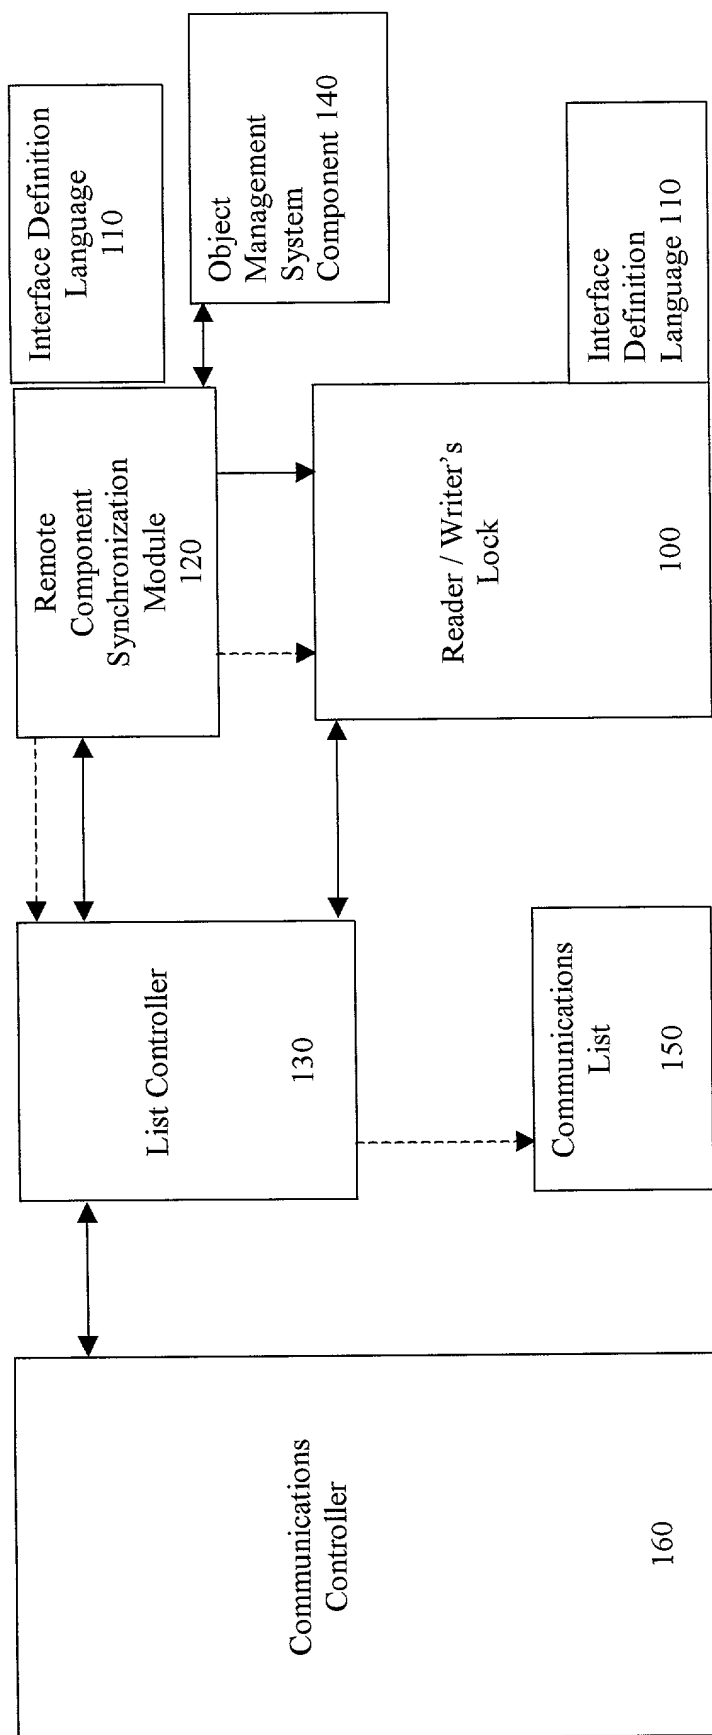 Communications
Controller
160
List Controller
130
Communications
List
150
Remote
Component
Synchronization
Module
120
Reader / Writer's
Lock
100
Interface Definition
Language
110
Object
Management
System
Component 140
Interface
Definition
Language 110